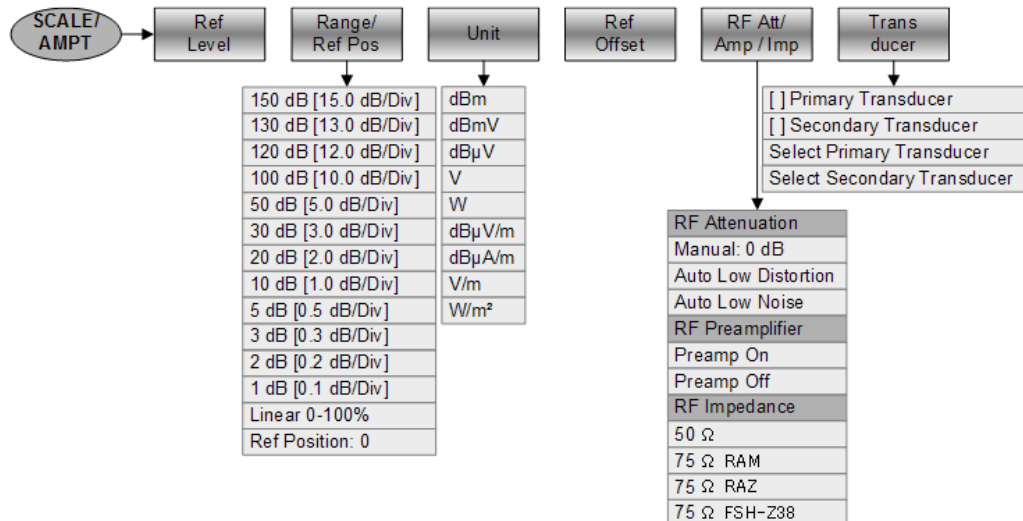 SCALE/
AMPT
Ref
Level
Range/
Ref Pos
Unit
Ref
Offset
RF Att/
Amp / Imp
Trans
ducer
150 dB [15.0 dB/Div]
130 dB [13.0 dB/Div]
120 dB [12.0 dB/Div]
100 dB [10.0 dB/Div]
50 dB [5.0 dB/Div]
30 dB [3.0 dB/Div]
20 dB [2.0 dB/Div]
10 dB [1.0 dB/Div]
5 dB [0.5 dB/Div]
3 dB [0.3 dB/Div]
2 dB [0.2 dB/Div]
1 dB [0.1 dB/Div]
Linear 0-100%
Ref Position: 0
dBm
dBmV
dBµV
V
W
dBµV/m
dBµA/m
V/m
W/m²
RF Attenuation
Manual: 0 dB
Auto Low Distortion
Auto Low Noise
RF Preamplifier
Preamp On
Preamp Off
RF Impedance
50 Ω
75 Ω RAM
75 Ω RAZ
75 Ω FSH-Z38
[ ] Primary Transducer
[ ] Secondary Transducer
Select Primary Transducer
Select Secondary Transducer